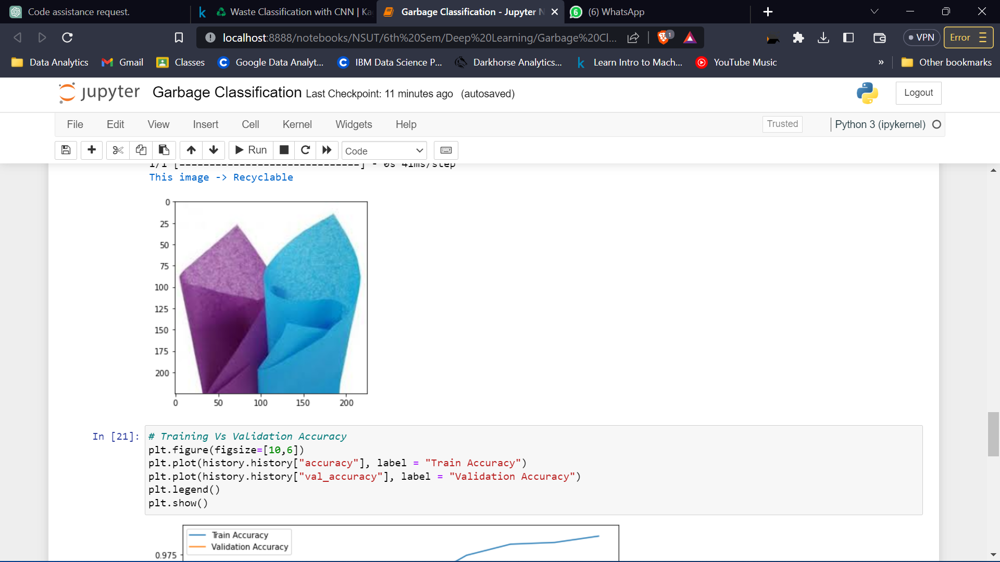 Code assistance request.
Waste Classification with CNN | Ka
Garbage Classification - Jupyter N
6
(6) WhatsApp
localhost:8888/notebooks/NSUT/6th%20Sem/Deep%20Learning/Garbage%20Cl...
1
VPN
Error
Data Analytics
Gmail
Classes
Google Data Analyt...
IBM Data Science P...
Darkhorse Analytics...
Learn Intro to Mach...
YouTube Music
»
Other bookmarks
jupyter
Garbage Classification Last Checkpoint: 11 minutes ago (autosaved)
Logout
File Edit View Insert Cell Kernel Widgets Help
Trusted
Python 3 (ipykernel)
Run
Code
1/1 [==============================] - 0s 41ms/step
This image -> Recyclable
0
25
50
75
100
125
150
175
200
0 50 100 150 200
In [21]:
# Training Vs Validation Accuracy
plt.figure(figsize=[10,6])
plt.plot(history.history["accuracy"], label = "Train Accuracy")
plt.plot(history.history["val_accuracy"], label = "Validation Accuracy")
plt.legend()
plt.show()
Train Accuracy
Validation Accuracy
0.975